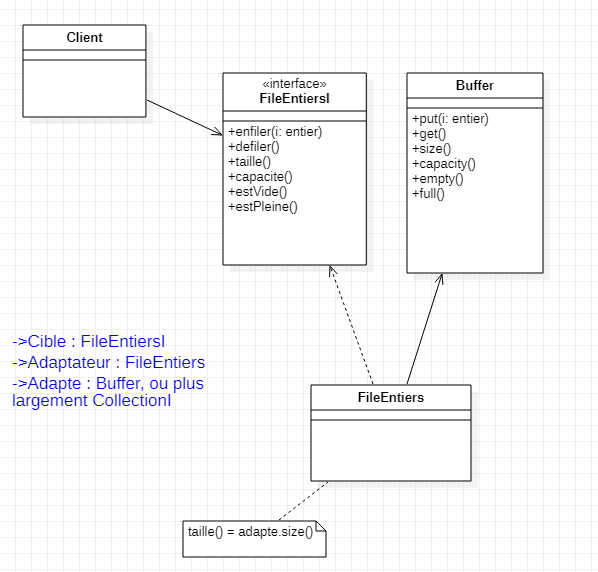 Client
«interface»
FileEntiersI
+enfiler(i: entier)
+defiler()
+taille()
+capacite()
+estVide()
+estPleine()
Buffer
+put(i: entier)
+get()
+size()
+capacity()
+empty()
+full()
->Cible : FileEntiersI
->Adaptateur : FileEntiers
->Adapte : Buffer, ou plus
largement CollectionI
FileEntiers
taille() = adapte.size()